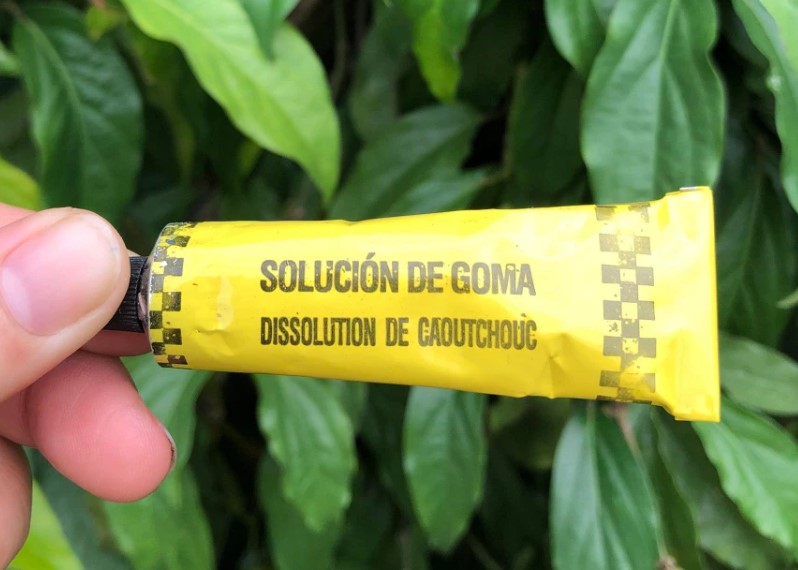 SOLUCIÓN DE GOMA
DISSOLUTION DE CAOUTCHOUC